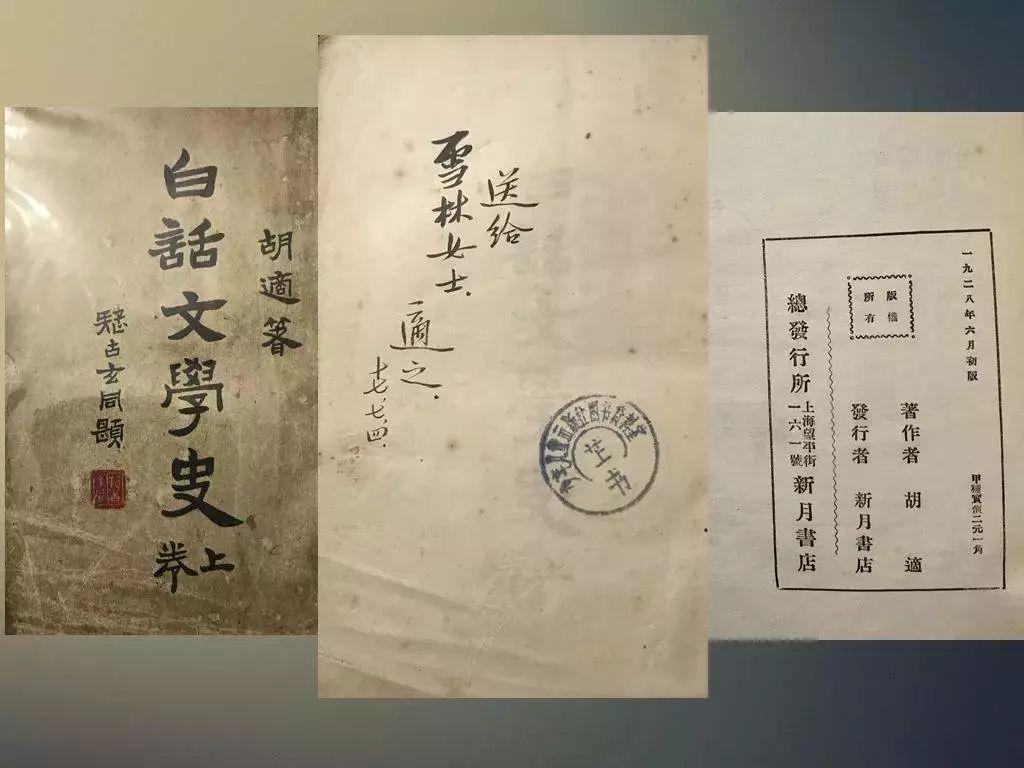 胡適著
白話文學史
上卷
疑古玄同題
送給
雪林女士.
適之.
十七、七、四.
一九二八年六月初版
甲種實價二元一角
版權
所有
著作者 胡適
發行者 新月書店
總發行所 上海望平街
一六一號 新月書店